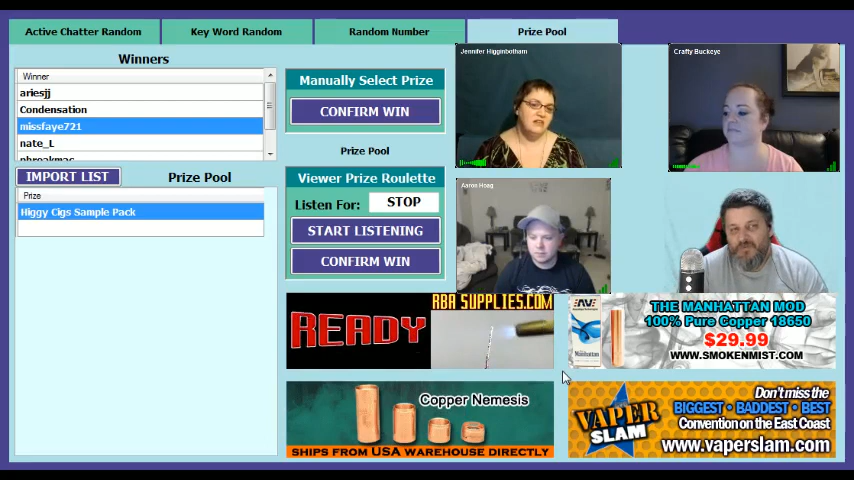 Active Chatter Random
Key Word Random
Random Number
Prize Pool
Winners
Winner
ariesjj
Condensation
missfaye721
nate_L
IMPORT LIST
Prize Pool
Prize
Higgy Cigs Sample Pack
Manually Select Prize
CONFIRM WIN
Prize Pool
Viewer Prize Roulette
Listen For:
STOP
START LISTENING
CONFIRM WIN
Jennifer Higginbotham
Crafty Buckeye
Aaron Hoag
READY
RBA SUPPLIES.COM
THE MANHATTAN MOD
100% Pure Copper 18650
$29.99
WWW.SMOKENMIST.COM
Manhattan
Copper Nemesis
SHIPS FROM USA WAREHOUSE DIRECTLY
VAPER
SLAM
Don't miss the
BIGGEST • BADDEST • BEST
Convention on the East Coast
www.vaperslam.com